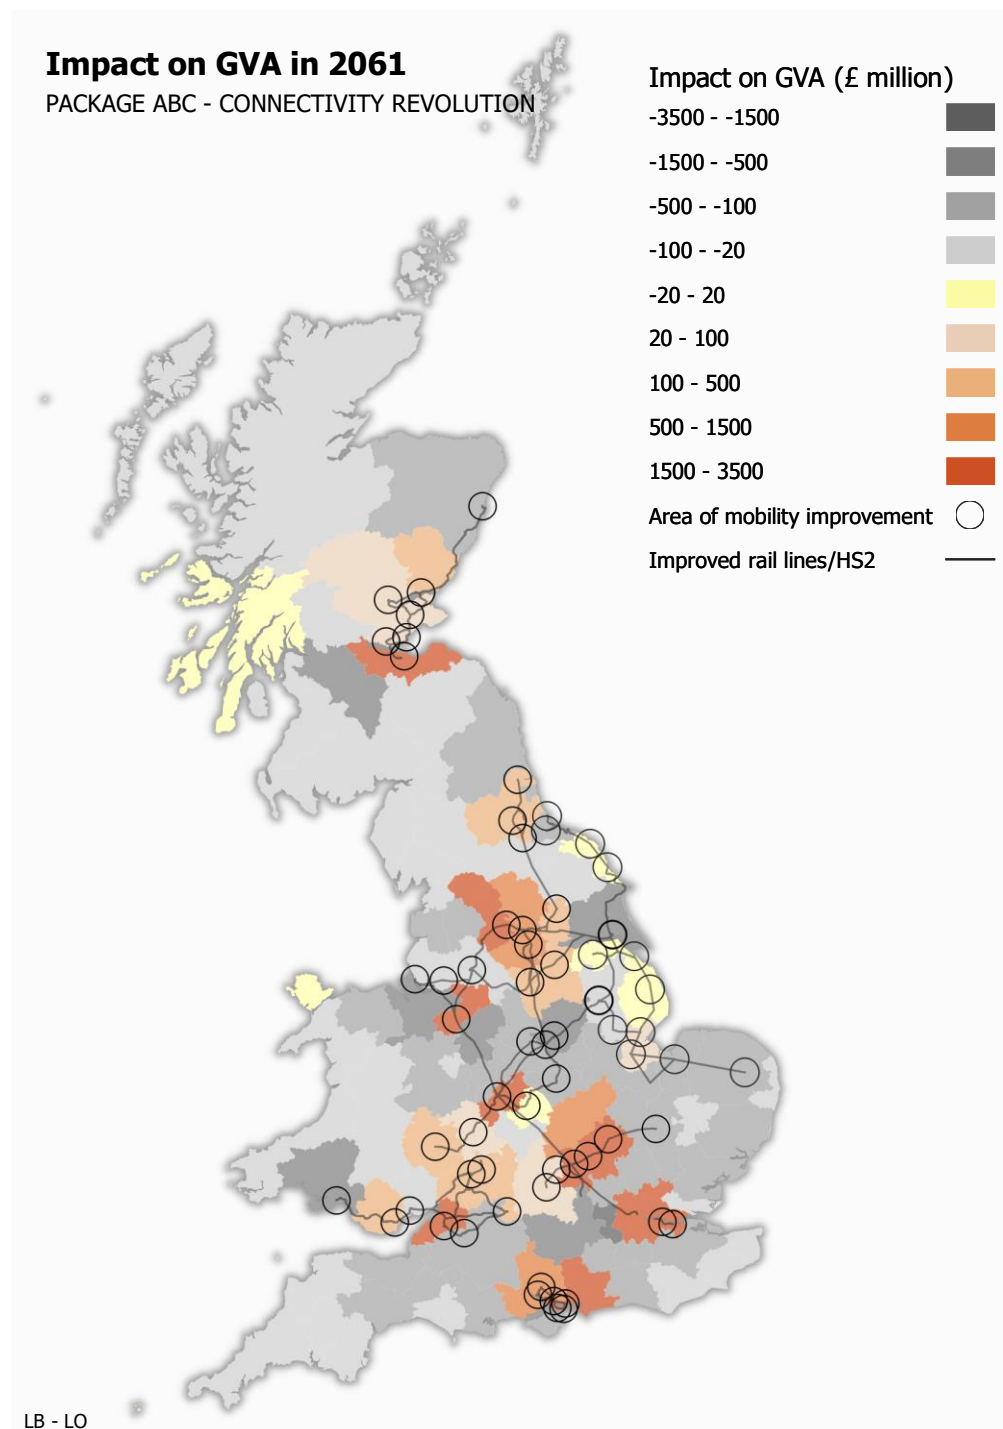 Impact on GVA in 2061
PACKAGE ABC - CONNECTIVITY REVOLUTION
Impact on GVA (£ million)
-3500 - -1500
-1500 - -500
-500 - -100
-100 - -20
-20 - 20
20 - 100
100 - 500
500 - 1500
1500 - 3500
Area of mobility improvement
Improved rail lines/HS2
LB - LO